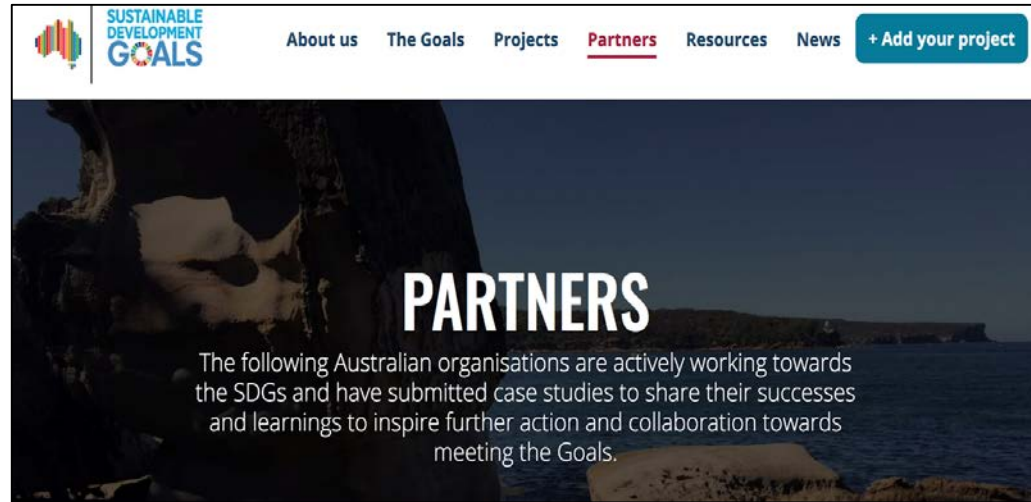 SUSTAINABLE
DEVELOPMENT
GOALS
About us The Goals Projects Partners Resources News + Add your project
PARTNERS
The following Australian organisations are actively working towards
the SDGs and have submitted case studies to share their successes
and learnings to inspire further action and collaboration towards
meeting the Goals.